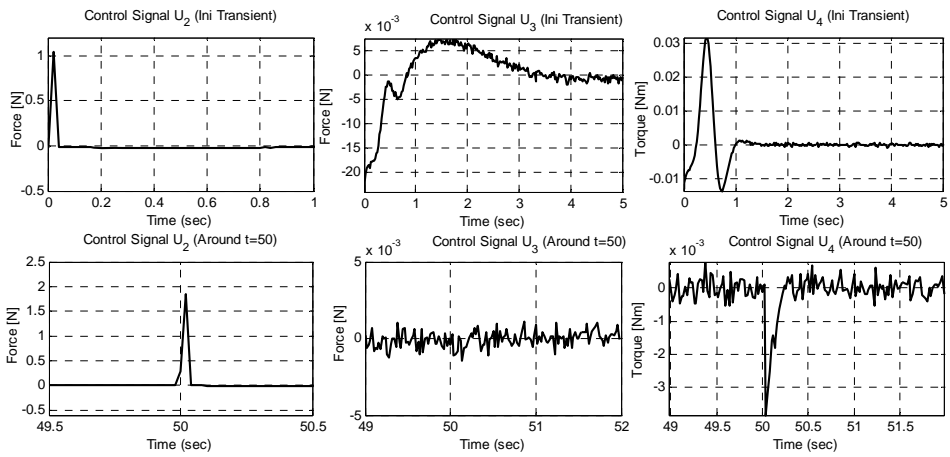 Control Signal U2 (Ini Transient)
1
0.5
0
-0.5
Force [N]
0 0.2 0.4 0.6 0.8 1
Time (sec)
Control Signal U3 (Ini Transient)
x 10-3
5
0
-5
-10
-15
-20
Force [N]
0 1 2 3 4 5
Time (sec)
Control Signal U4 (Ini Transient)
0.03
0.02
0.01
0
-0.01
Torque [Nm]
0 1 2 3 4 5
Time (sec)
Control Signal U2 (Around t=50)
2.5
2
1.5
1
0.5
0
-0.5
Force [N]
49.5 50 50.5
Time (sec)
Control Signal U3 (Around t=50)
x 10-3
5
0
-5
Force [N]
49 50 51 52
Time (sec)
Control Signal U4 (Around t=50)
x 10-3
0
-1
-2
-3
Torque [Nm]
49 49.5 50 50.5 51 51.5
Time (sec)